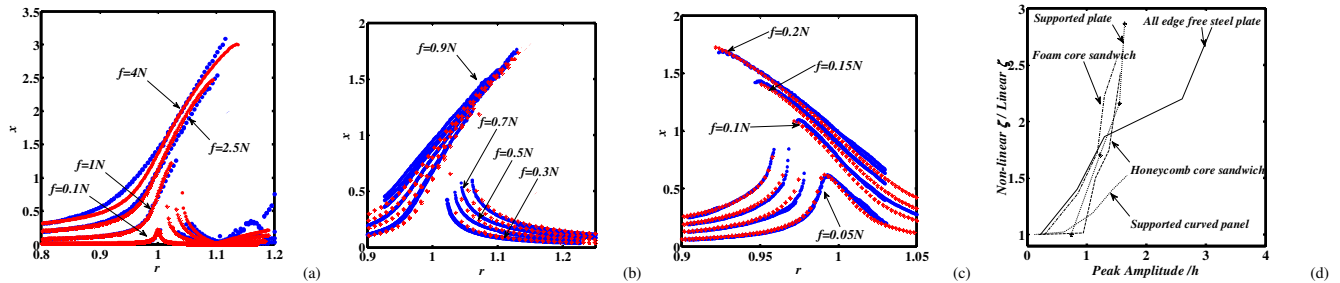 3.5
3
2.5
2
1.5
1
0.5
0
0.8 0.9 1 1.1 1.2
x
r
f=4N
f=2.5N
f=1N
f=0.1N
(a)
2
1.5
1
0.5
0
0.9 1 1.1 1.2
x
r
f=0.9N
f=0.7N
f=0.5N
f=0.3N
(b)
2
1.5
1
0.5
0
0.9 0.95 1 1.05
x
r
f=0.2N
f=0.15N
f=0.1N
f=0.05N
(c)
3
2.5
2
1.5
1
0 1 2 3 4
Non-linear ζ / Linear ζ
Peak Amplitude /h
Supported plate
All edge free steel plate
Foam core sandwich
Honeycomb core sandwich
Supported curved panel
(d)